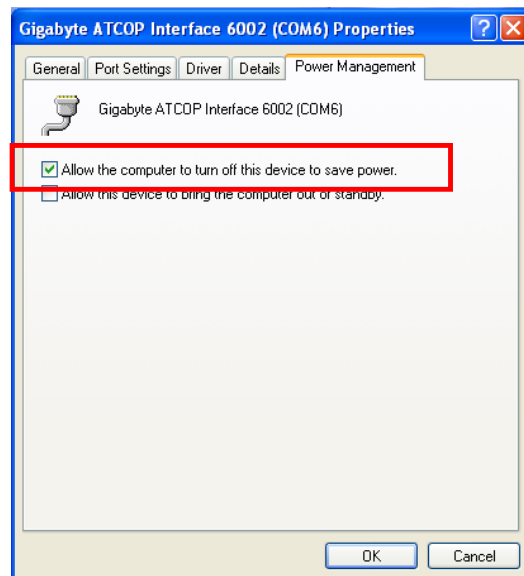 Gigabyte ATCOP Interface 6002 (COM6) Properties
General Port Settings Driver Details Power Management
Gigabyte ATCOP Interface 6002 (COM6)
Allow the computer to turn off this device to save power.
Allow this device to bring the computer out of standby.
OK Cancel